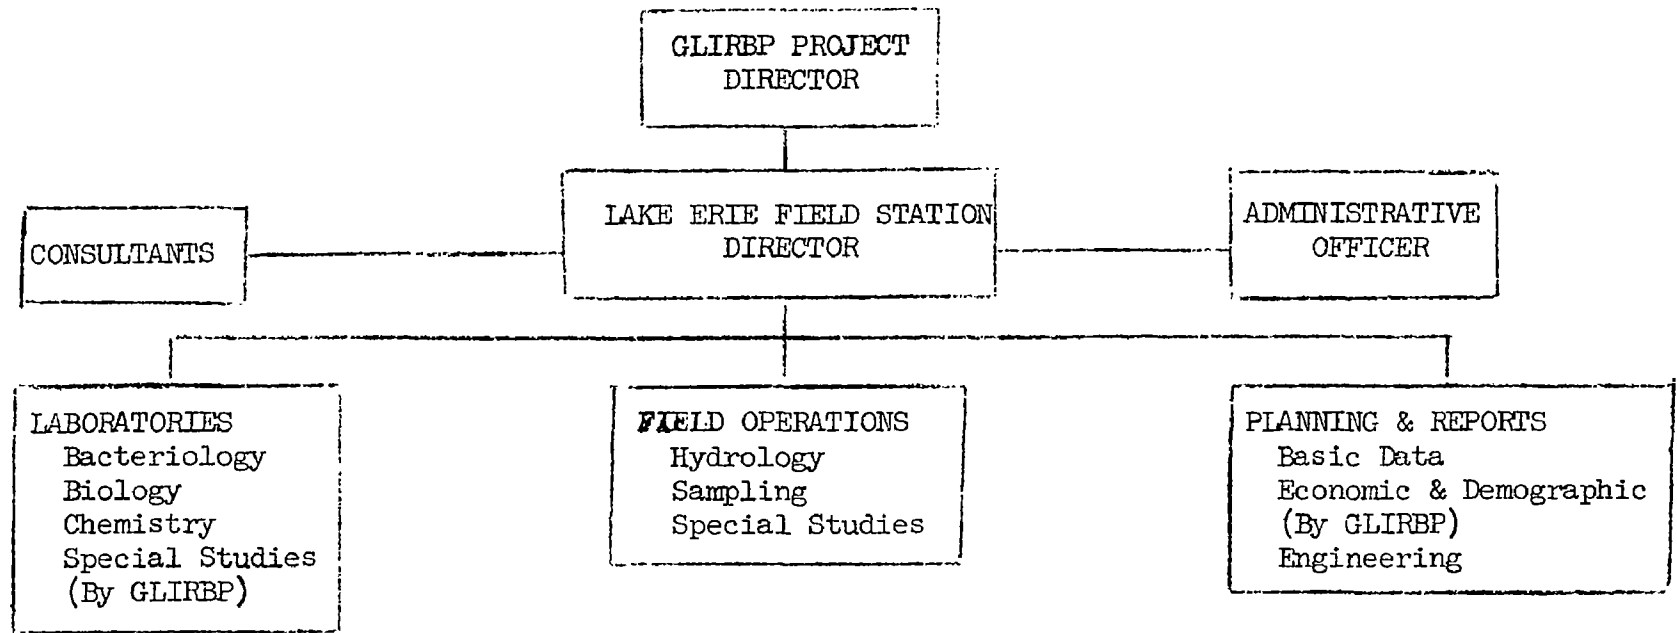 GLIRBP PROJECT
DIRECTOR
LAKE ERIE FIELD STATION
DIRECTOR
CONSULTANTS
ADMINISTRATIVE
OFFICER
LABORATORIES
Bacteriology
Biology
Chemistry
Special Studies
(By GLIRBP)
FIELD OPERATIONS
Hydrology
Sampling
Special Studies
PLANNING & REPORTS
Basic Data
Economic & Demographic
(By GLIRBP)
Engineering